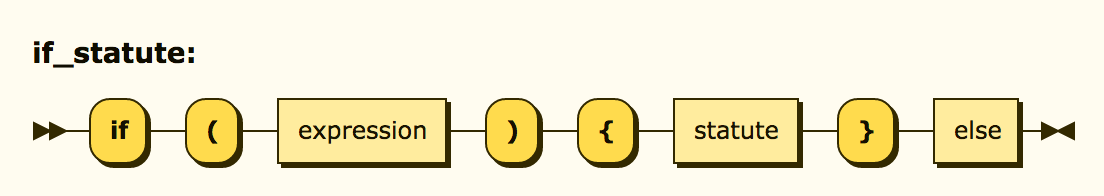 if_statute:
if ( expression ) { statute } else